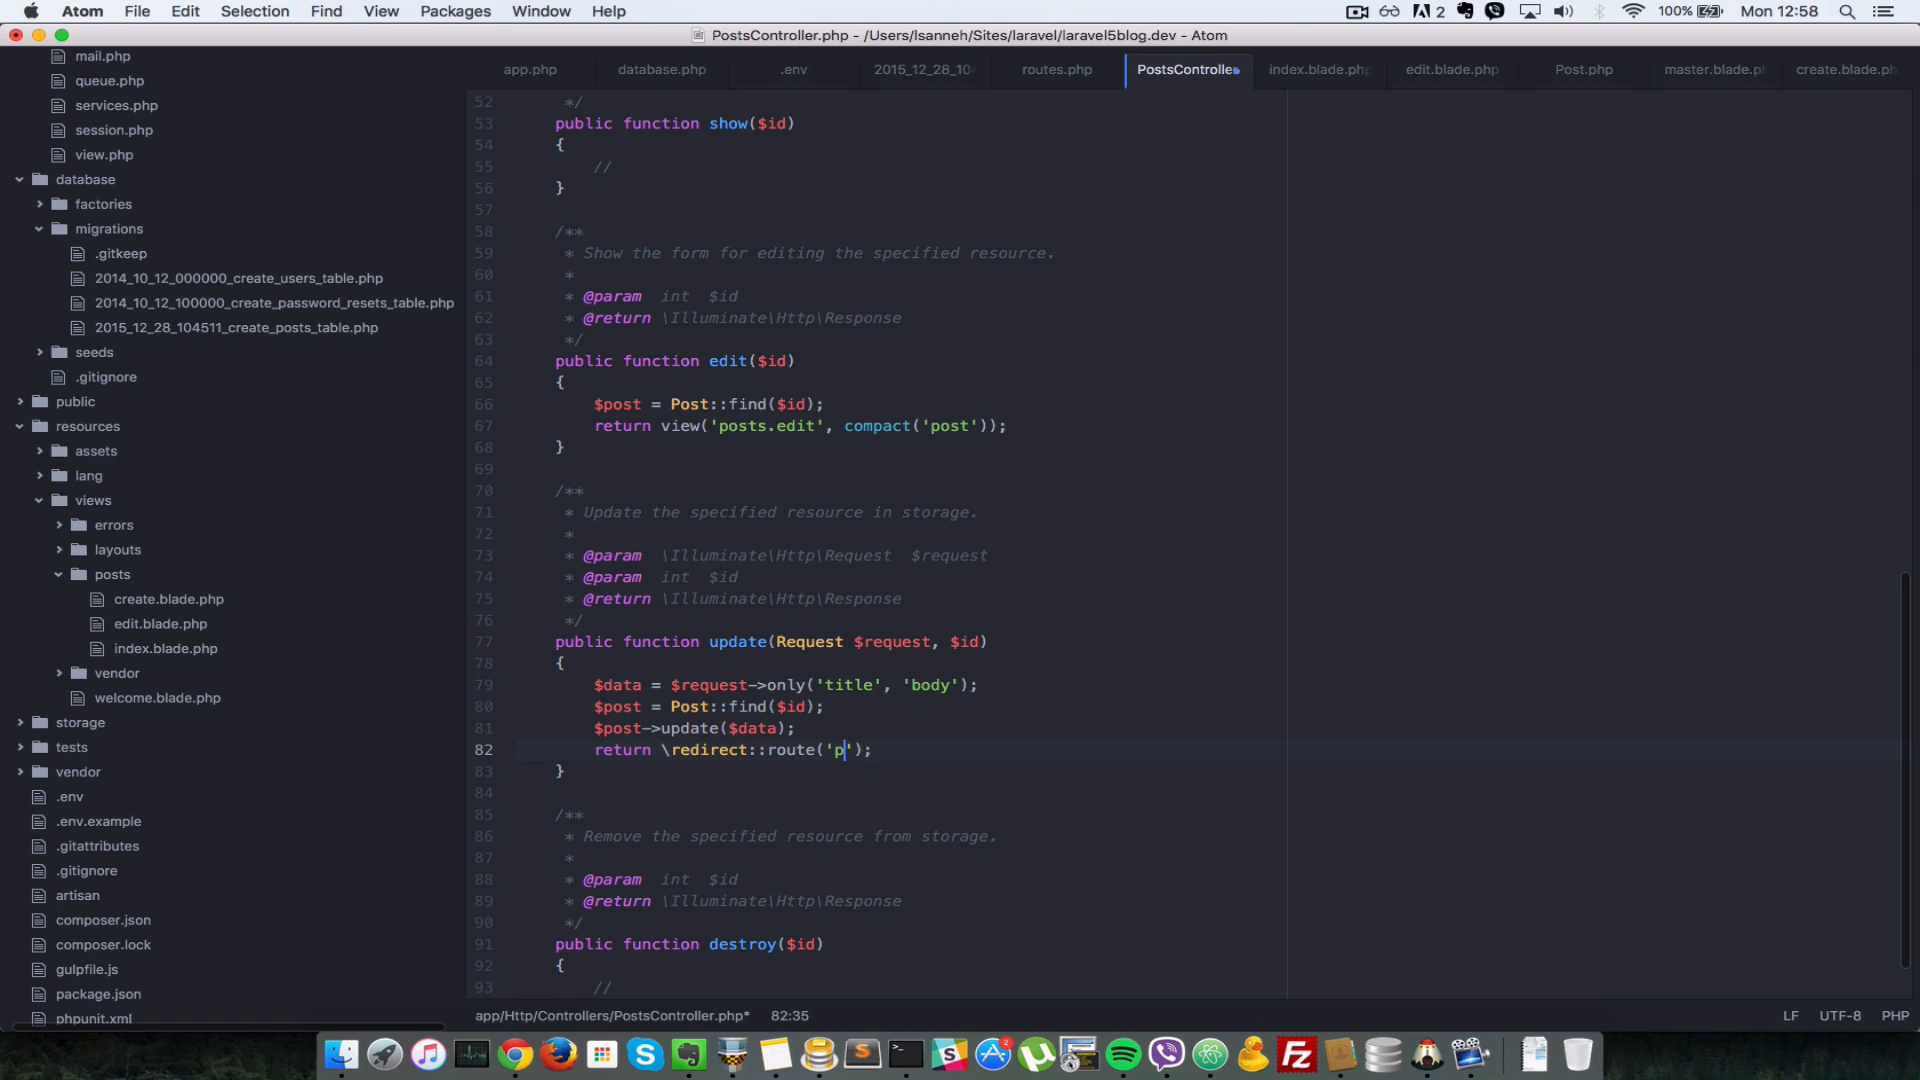 Atom File Edit Selection Find View Packages Window Help 2 100% Mon 12:58
PostsController.php - /Users/lsanneh/Sites/laravel/laravel5blog.dev - Atom
app.php database.php .env 2015_12_28_10 routes.php PostsController index.blade.php edit.blade.php Post.php master.blade.p create.blade.ph
mail.php
queue.php
services.php
session.php
view.php
database
factories
migrations
.gitkeep
2014_10_12_000000_create_users_table.php
2014_10_12_100000_create_password_resets_table.php
2015_12_28_104511_create_posts_table.php
seeds
.gitignore
public
resources
assets
lang
views
errors
layouts
posts
create.blade.php
edit.blade.php
index.blade.php
vendor
welcome.blade.php
storage
tests
vendor
.env
.env.example
.gitattributes
.gitignore
artisan
composer.json
composer.lock
gulpfile.js
package.json
phpunit.xml
52 */
53 public function show($id)
54 {
55 //
56 }
57
58 /**
59 * Show the form for editing the specified resource.
60 *
61 * @param int $id
62 * @return \Illuminate\Http\Response
63 */
64 public function edit($id)
65 {
66 $post = Post::find($id);
67 return view('posts.edit', compact('post'));
68 }
69
70 /**
71 * Update the specified resource in storage.
72 *
73 * @param \Illuminate\Http\Request $request
74 * @param int $id
75 * @return \Illuminate\Http\Response
76 */
77 public function update(Request $request, $id)
78 {
79 $data = $request->only('title', 'body');
80 $post = Post::find($id);
81 $post->update($data);
82 return \redirect::route('p');
83 }
84
85 /**
86 * Remove the specified resource from storage.
87 *
88 * @param int $id
89 * @return \Illuminate\Http\Response
90 */
91 public function destroy($id)
92 {
93 //
app/Http/Controllers/PostsController.php* 82:35 LF UTF-8 PHP